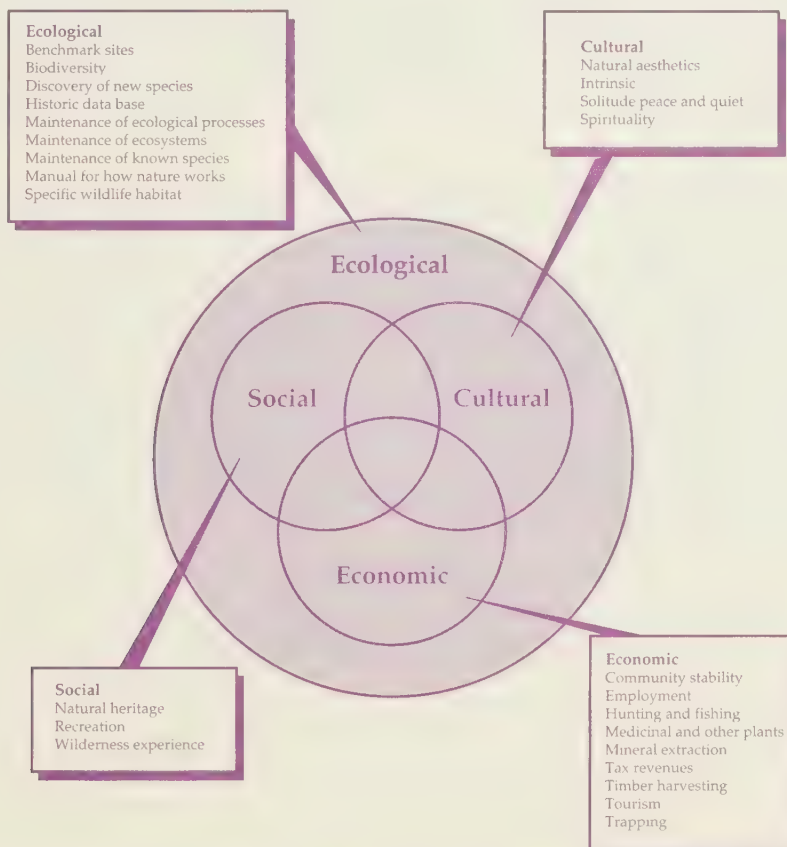 Ecological
Benchmark sites
Biodiversity
Discovery of new species
Historic data base
Maintenance of ecological processes
Maintenance of ecosystems
Maintenance of known species
Manual for how nature works
Specific wildlife habitat
Cultural
Natural aesthetics
Intrinsic
Solitude peace and quiet
Spirituality
Ecological
Social
Cultural
Economic
Social
Natural heritage
Recreation
Wilderness experience
Economic
Community stability
Employment
Hunting and fishing
Medicinal and other plants
Mineral extraction
Tax revenues
Timber harvesting
Tourism
Trapping